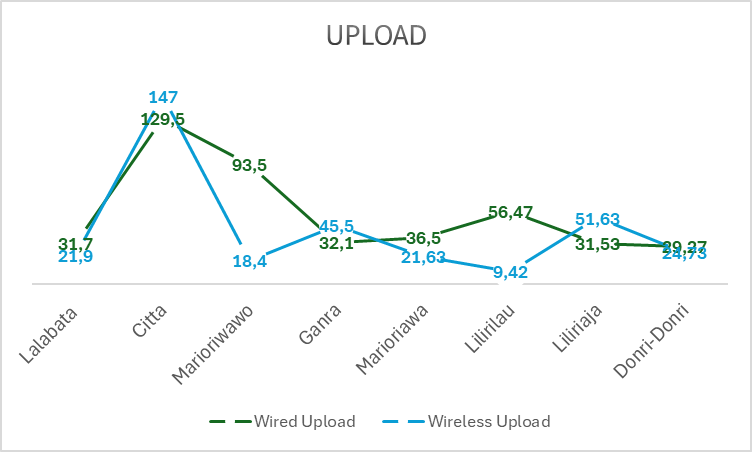 UPLOAD
147
129,5
93,5
56,47
51,63
45,5
31,7
32,1
36,5
31,53
29,27
21,9
18,4
21,63
9,42
24,73
Lalabata
Citta
Marioriwawo
Ganra
Marioriawa
Lilirilau
Liliriaja
Donri-Donri
Wired Upload
Wireless Upload